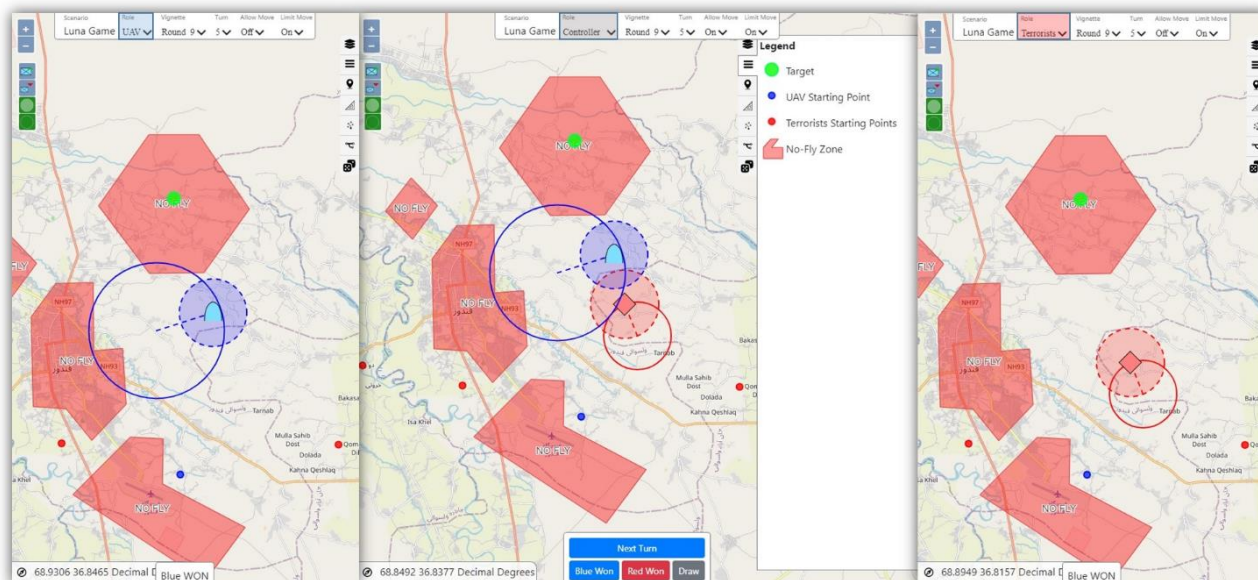 Scenario Role Vignette Turn Allow Move Limit Move
Luna Game UAV Round 9 5 Off On
NO FLY
NO FLY
NH97
NH93
NO FLY
قندوز
Tarnab
Bakasa
Mulla Sahib
Dost
Dolada
Kahna Qeshlaq
NO FLY
68.9306 36.8465 Decimal D
Blue WON
Scenario Role Vignette Turn Allow Move Limit Move
Luna Game Controller Round 9 5 On On
Legend
Target
UAV Starting Point
Terrorists Starting Points
No-Fly Zone
NO FLY
NO FLY
NH97
NO FLY
NH93
قندوز
Tarnab
Bakasa
Mulla Sahib
Dost
Dolada
Kahna Qeshlaq
Isa Khel
NO FLY
Next Turn
Blue Won Red Won Draw
68.8492 36.8377 Decimal Degrees
Scenario Role Vignette Turn Allow Move Limit Move
Luna Game Terrorists Round 9 5 Off On
NO FLY
NH97
NH93
NO FLY
قندوز
Tarnab
Mulla Sahib
Dost
Dolada
Kahna Qeshlaq
NO FLY
68.8949 36.8157 Decimal D
Blue WON